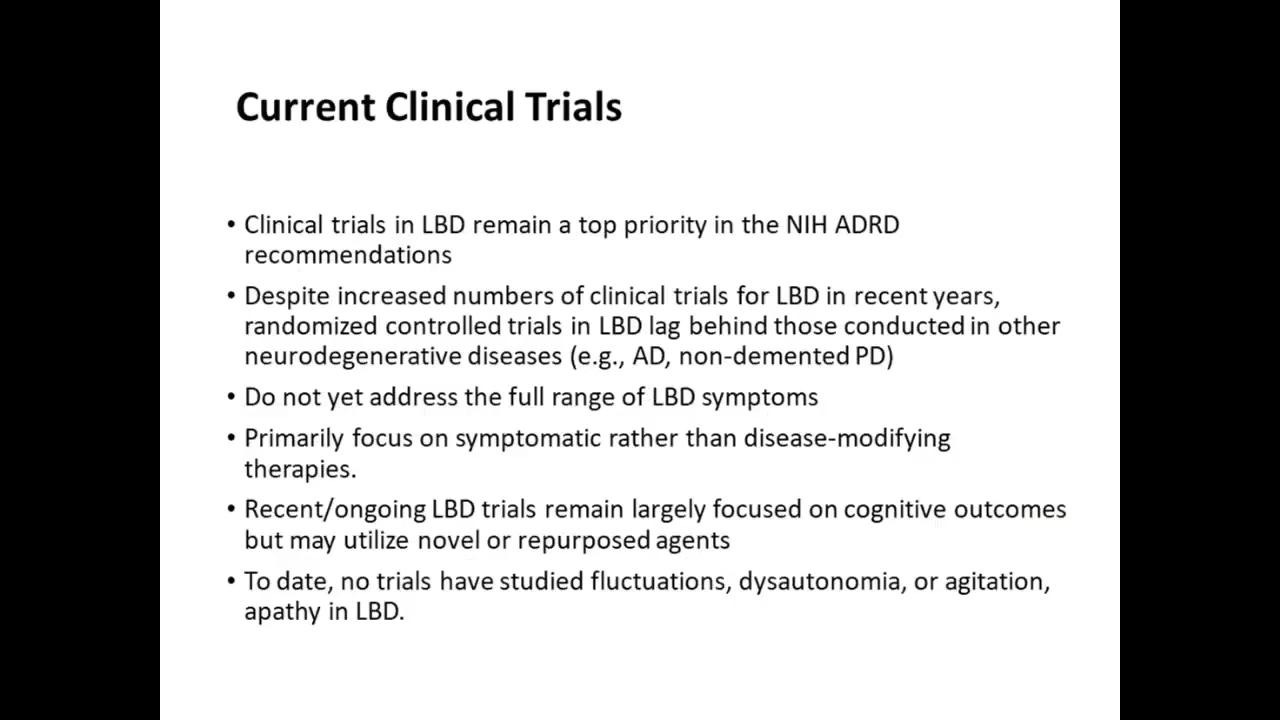 Current Clinical Trials
• Clinical trials in LBD remain a top priority in the NIH ADRD
recommendations
• Despite increased numbers of clinical trials for LBD in recent years,
randomized controlled trials in LBD lag behind those conducted in other
neurodegenerative diseases (e.g., AD, non-demented PD)
• Do not yet address the full range of LBD symptoms
• Primarily focus on symptomatic rather than disease-modifying
therapies.
• Recent/ongoing LBD trials remain largely focused on cognitive outcomes
but may utilize novel or repurposed agents
• To date, no trials have studied fluctuations, dysautonomia, or agitation,
apathy in LBD.